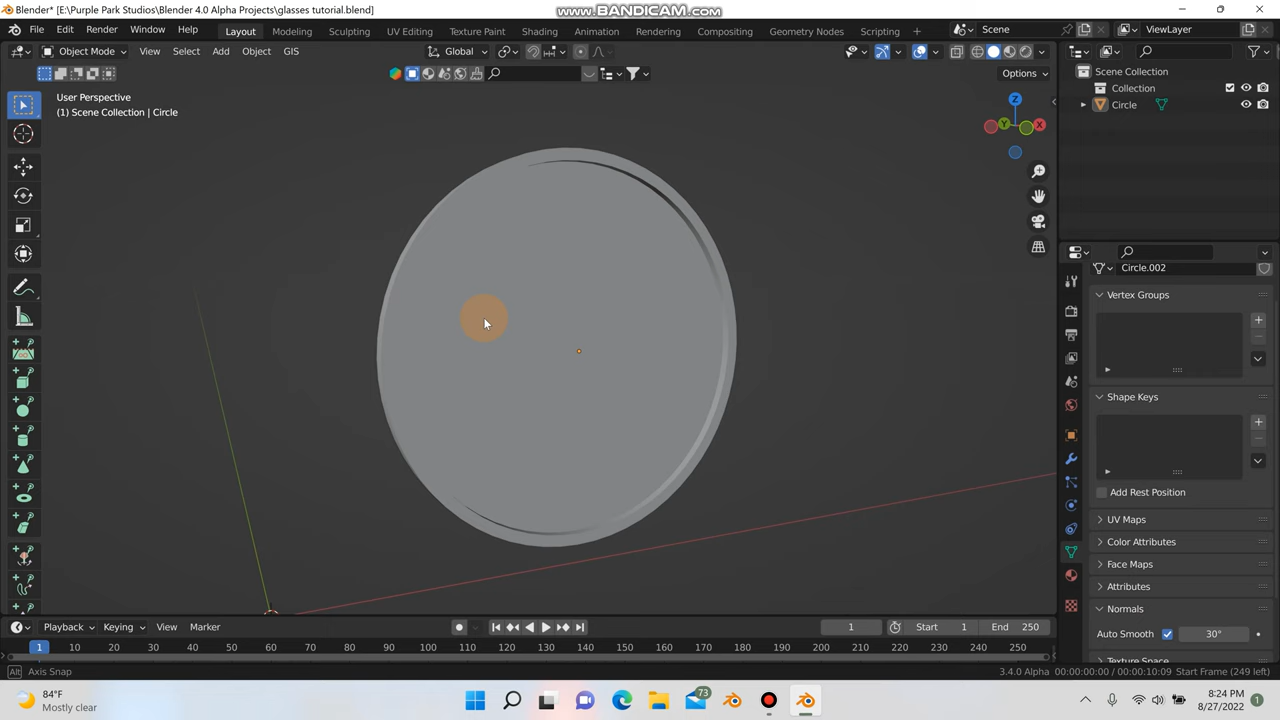 Blender* [E:\Purple Park Studios\Blender 4.0 Alpha Projects\glasses tutorial.blend]
www.BANDICAM.com
File Edit Render Window Help Layout Modeling Sculpting UV Editing Texture Paint Shading Animation Rendering Compositing Geometry Nodes Scripting + Scene ViewLayer
Object Mode View Select Add Object GIS Global
Options
User Perspective
(1) Scene Collection | Circle
Z
Y
X
Scene Collection
Collection
Circle
Circle.002
Vertex Groups
Shape Keys
Add Rest Position
UV Maps
Color Attributes
Face Maps
Attributes
Normals
Auto Smooth 30°
Texture Space
Playback Keying View Marker 1 Start 1 End 250
1 10 20 30 40 50 60 70 80 90 100 110 120 130 140 150 160 170 180 190 200 210 220 230 240 250
Alt Axis Snap 3.4.0 Alpha 00:00:00:00 / 00:00:10:09 Start Frame (249 left)
84°F
Mostly clear
73
8:24 PM
8/27/2022